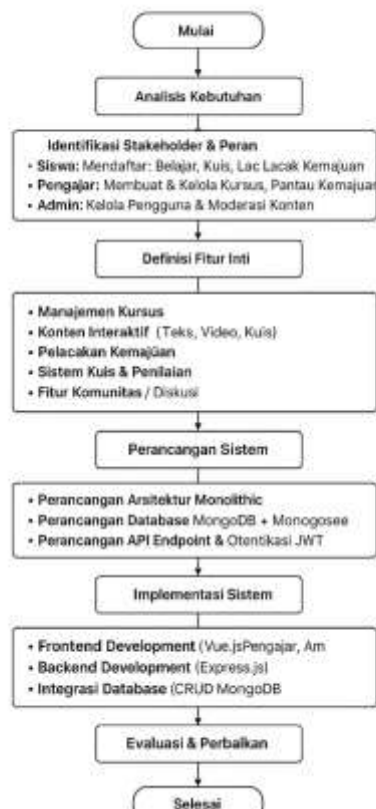 Mulai
Analisis Kebutuhan
Identifikasi Stakeholder & Peran
• Siswa: Mendaftar: Belajar, Kuis, Lac Lacak Kemajuan
• Pengajar: Membuat & Kelola Kursus, Pantau Kemajuan
• Admin: Kelola Pengguna & Moderasi Konten
Definisi Fitur Inti
• Manajemen Kursus
• Konten Interaktif (Teks, Video, Kuis)
• Pelacakan Kemajúan
• Sistem Kuis & Penilaian
• Fitur Komunitas / Diskusi
Perancangan Sistem
• Perancangan Arsitektur Monolithic
• Perancangan Database MongoDB + Monogosee
• Perancangan API Endpoint & Otentikasi JWT
Implementasi Sistem
• Frontend Development (Vue.jsPengajar, Am
• Backend Development (Express.js)
• Integrasi Database (CRUD MongoDB
Evaluasi & Perbalkan
Selesai